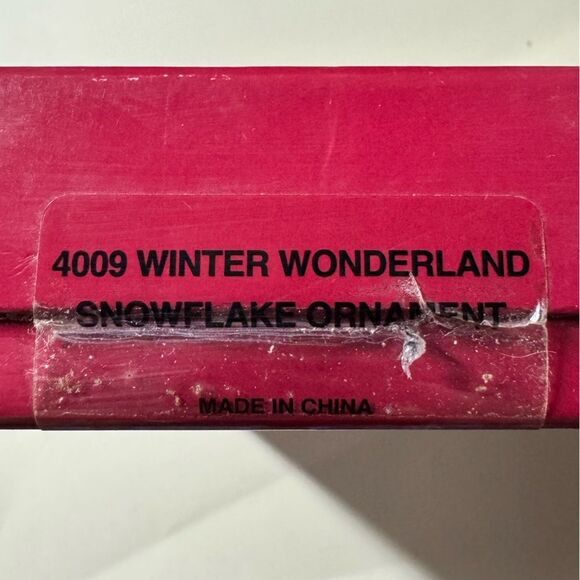 4009 WINTER WONDERLAND
SNOWFLAKE ORNAMENT
MADE IN CHINA